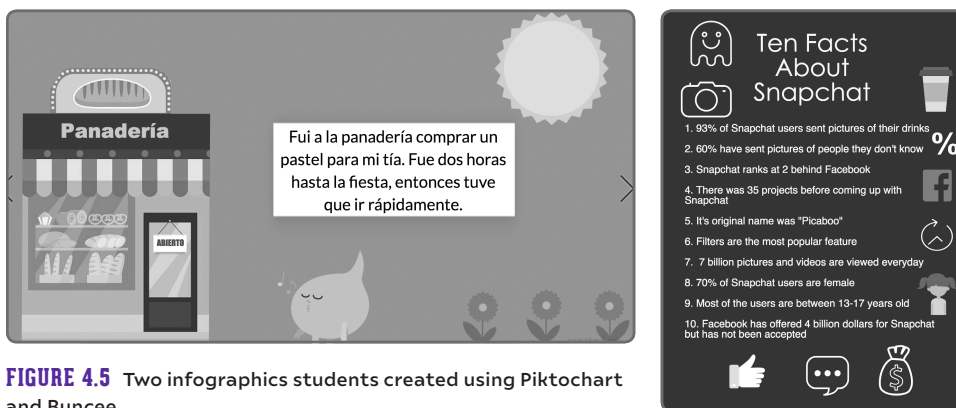 Panadería
ABIERTO
Fui a la panadería comprar un
pastel para mi tía. Fue dos horas
hasta la fiesta, entonces tuve
que ir rápidamente.
Ten Facts
About
Snapchat
1. 93% of Snapchat users sent pictures of their drinks
2. 60% have sent pictures of people they don't know
%
3. Snapchat ranks at 2 behind Facebook
4. There was 35 projects before coming up with
Snapchat
5. It's original name was "Picaboo"
6. Filters are the most popular feature
7. 7 billion pictures and videos are viewed everyday
8. 70% of Snapchat users are female
9. Most of the users are between 13-17 years old
10. Facebook has offered 4 billion dollars for Snapchat
but has not been accepted
FIGURE 4.5 Two infographics students created using Piktochart
and Buncee